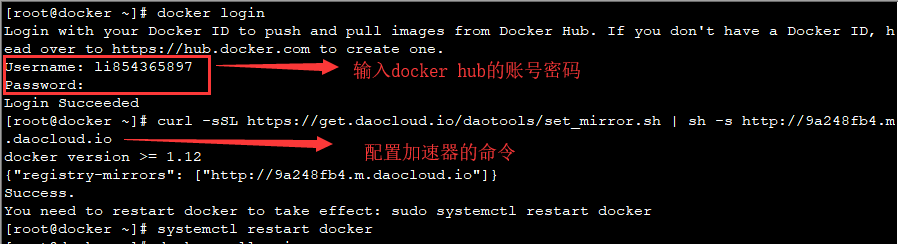 [root@docker ~]# docker login
Login with your Docker ID to push and pull images from Docker Hub. If you don't have a Docker ID, h
ead over to https://hub.docker.com to create one.
Username: li854365897
输入docker hub的账号密码
Password:
Login Succeeded
[root@docker ~]# curl -sSL https://get.daocloud.io/daotools/set_mirror.sh | sh -s http://9a248fb4.m
.daocloud.io
配置加速器的命令
docker version >= 1.12
{"registry-mirrors": ["http://9a248fb4.m.daocloud.io"]}
Success.
You need to restart docker to take effect: sudo systemctl restart docker
[root@docker ~]# systemctl restart docker